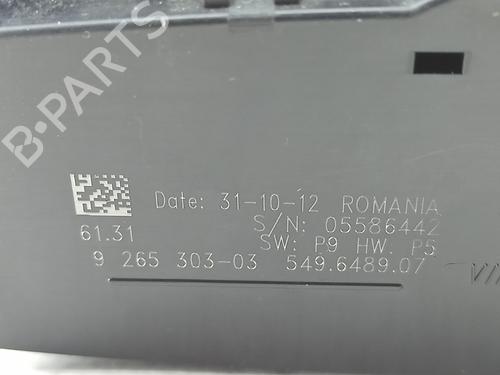 B-PARTS
Date: 31-10-12 ROMANIA
S/N: 05586442
61.31
SW: P9 HW. P5
9 265 303-03 549.6489.07